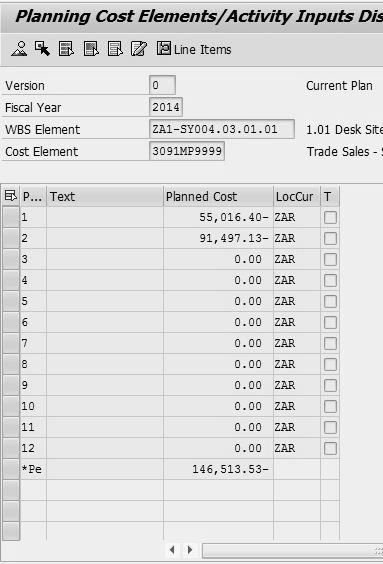 Planning Cost Elements/Activity Inputs Dis
Line Items
Version 0 Current Plan
Fiscal Year 2014
WBS Element ZA1-SY004.03.01.01 1.01 Desk Site
Cost Element 3091MP9999 Trade Sales - S
P... Text Planned Cost LocCur T
1 55,016.40- ZAR
2 91,497.13- ZAR
3 0.00 ZAR
4 0.00 ZAR
5 0.00 ZAR
6 0.00 ZAR
7 0.00 ZAR
8 0.00 ZAR
9 0.00 ZAR
10 0.00 ZAR
11 0.00 ZAR
12 0.00 ZAR
*Pe 146,513.53-